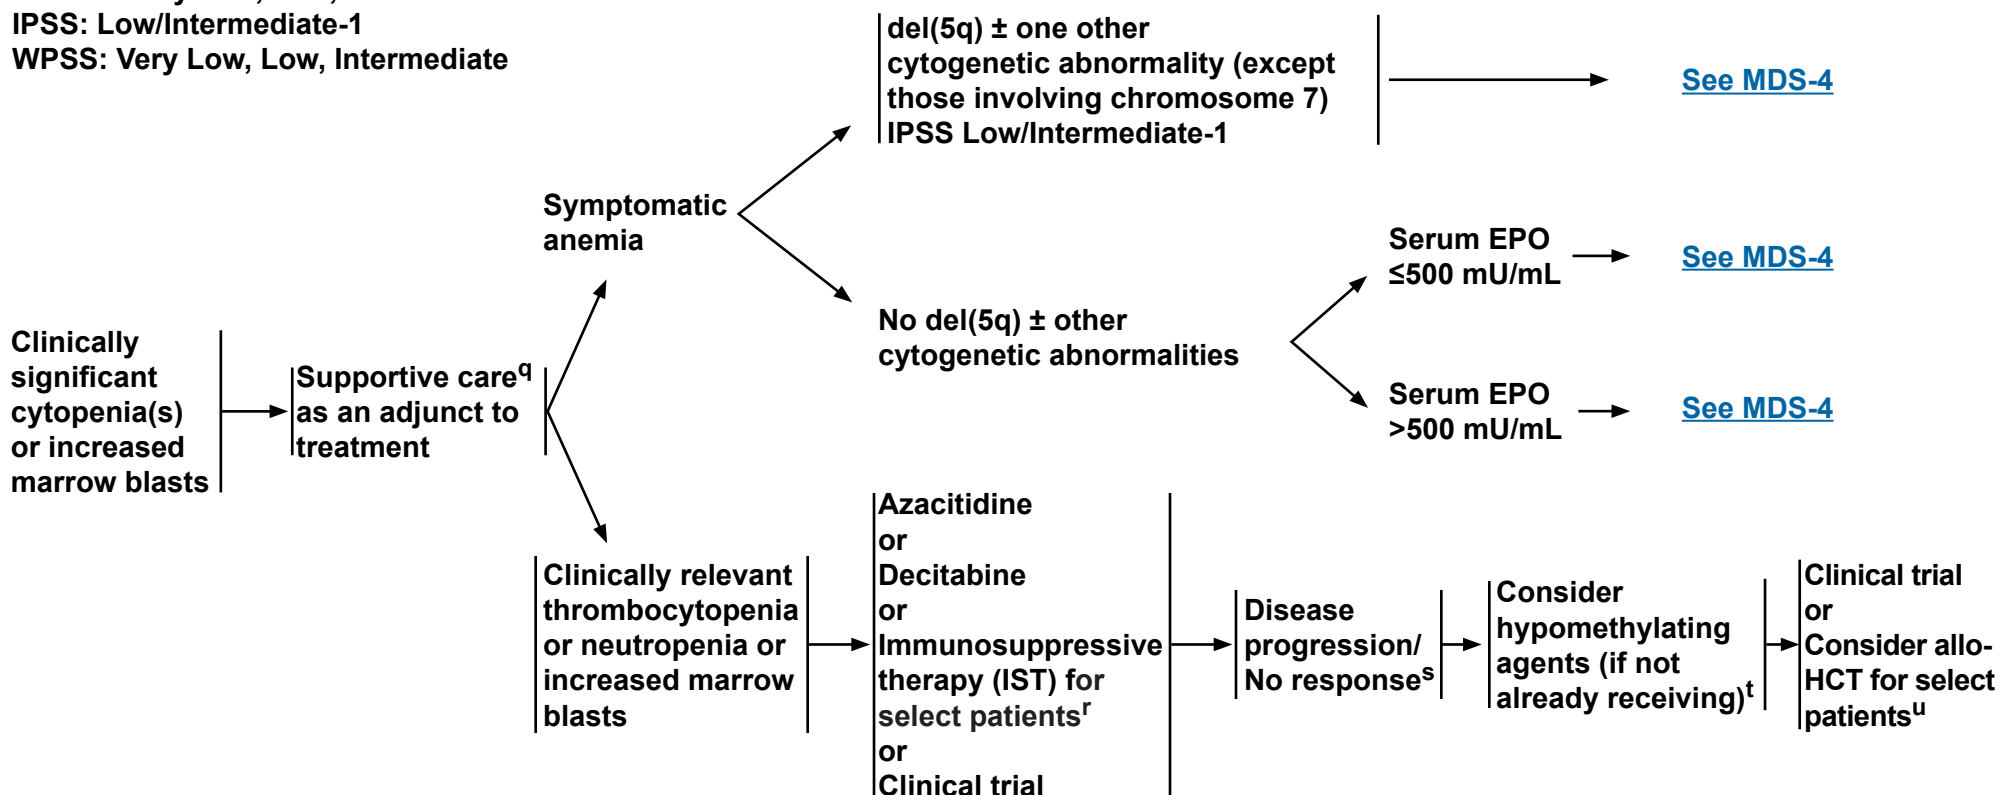 IPSS: Low/Intermediate-1
WPSS: Very Low, Low, Intermediate
del(5q) ± one other
cytogenetic abnormality (except
those involving chromosome 7)
IPSS Low/Intermediate-1
See MDS-4
Symptomatic
anemia
Serum EPO
≤500 mU/mL
See MDS-4
No del(5q) ± other
cytogenetic abnormalities
Serum EPO
>500 mU/mL
See MDS-4
Clinically
significant
cytopenia(s)
or increased
marrow blasts
Supportive care^q
as an adjunct to
treatment
Clinically relevant
thrombocytopenia
or neutropenia or
increased marrow
blasts
Azacitidine
or
Decitabine
or
Immunosuppressive
therapy (IST) for
select patients^r
or
Clinical trial
Disease
progression/
No response^s
Consider
hypomethylating
agents (if not
already receiving)^t
Clinical trial
or
Consider allo-
HCT for select
patients^u